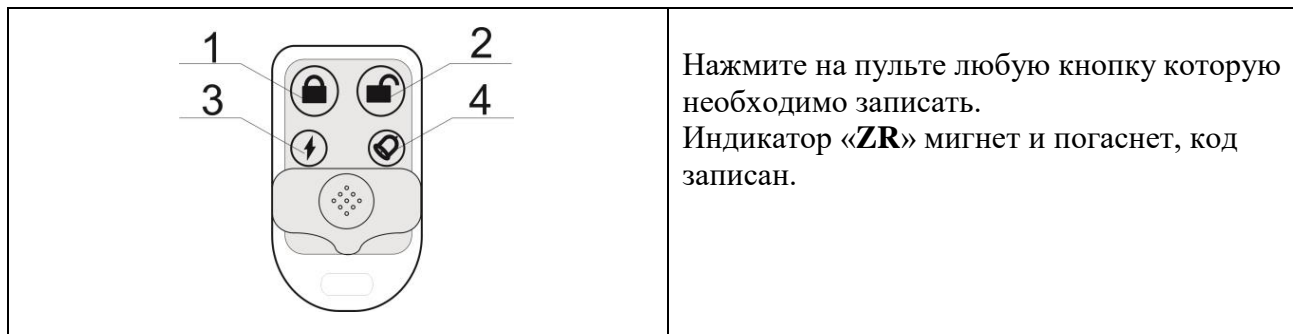 1
2
3
4
Нажмите на пульте любую кнопку которую
необходимо записать.
Индикатор «ZR» мигнет и погаснет, код
записан.